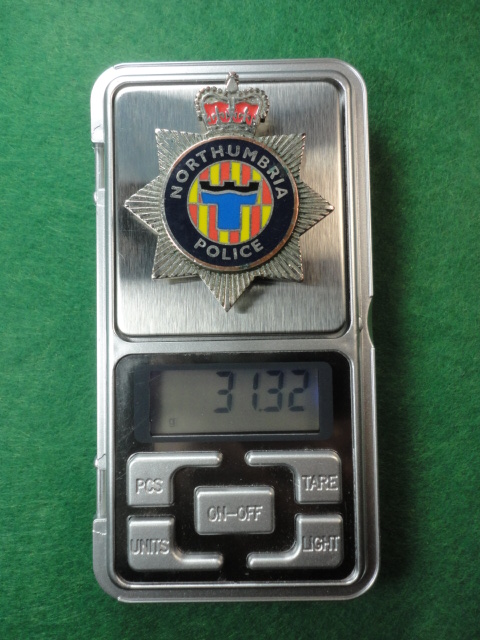 NORTHUMBRIA
POLICE
31.32
g
PCS
TARE
ON-OFF
UNITS
LIGHT